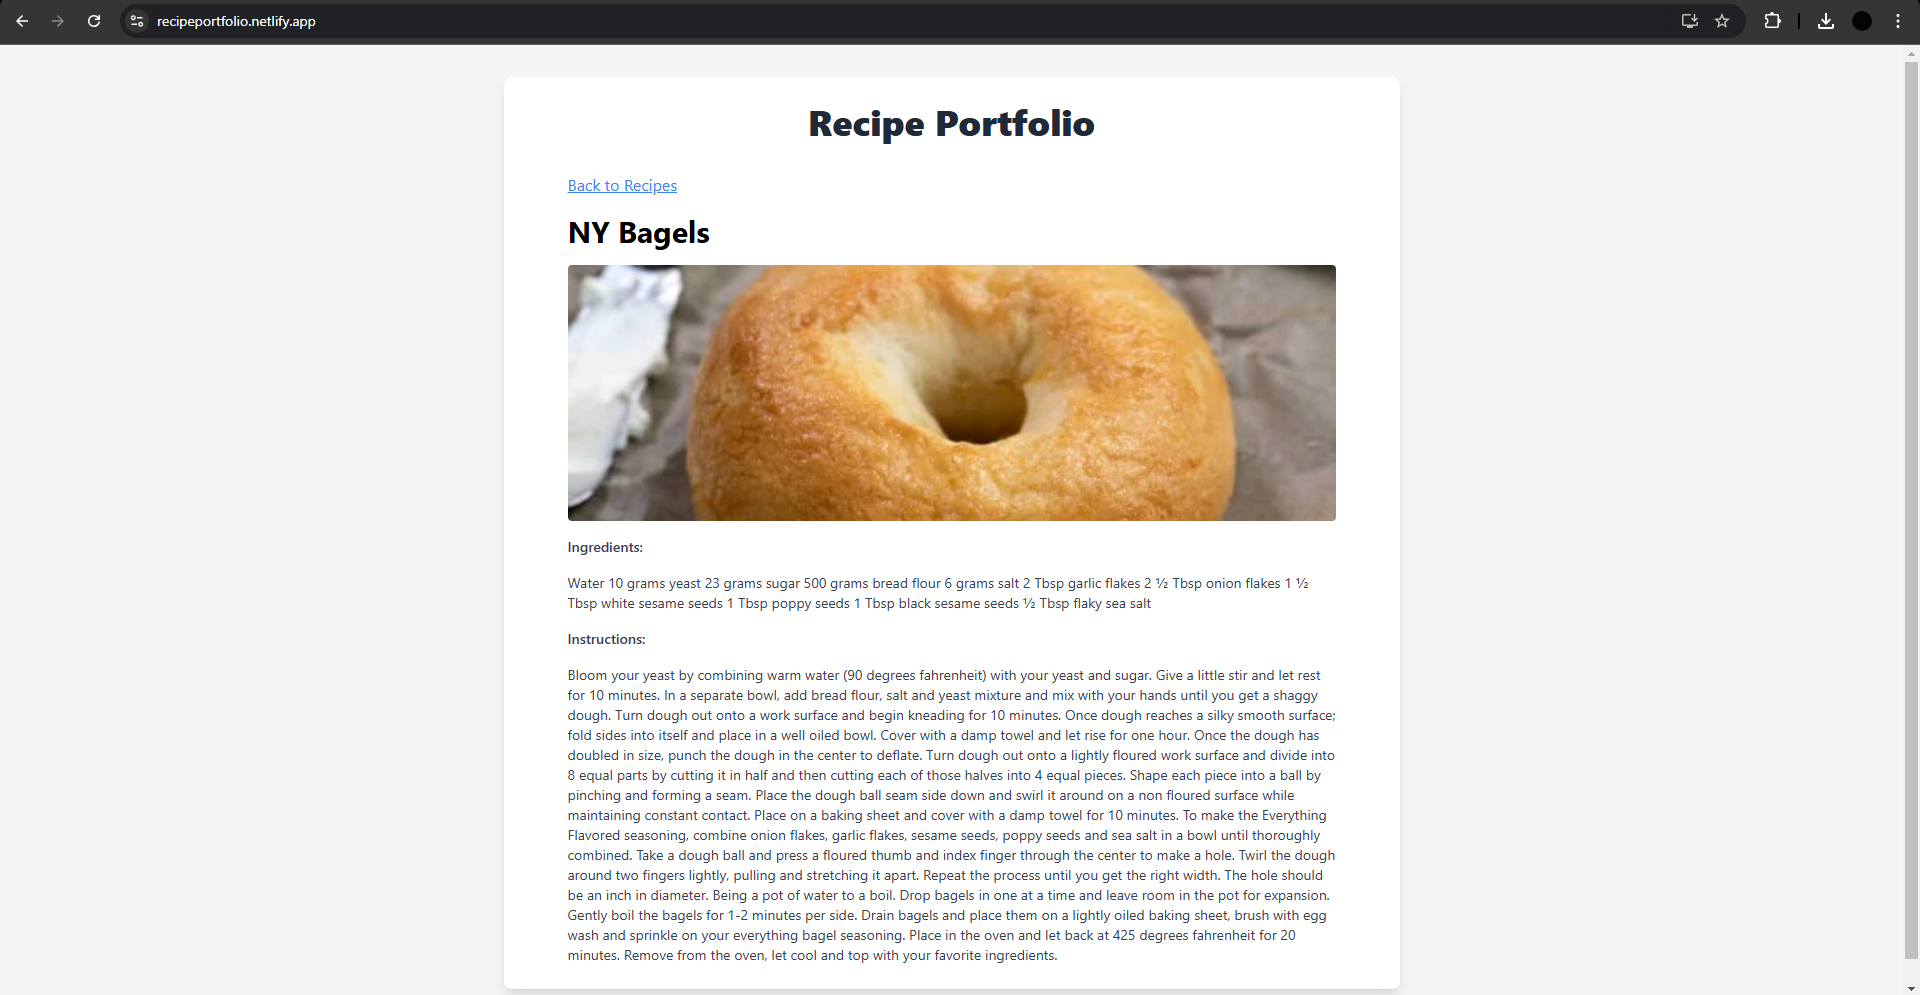 recipeportfolio.netlify.app
Recipe Portfolio
Back to Recipes
NY Bagels
Ingredients:
Water 10 grams yeast 23 grams sugar 500 grams bread flour 6 grams salt 2 Tbsp garlic flakes 2 ½ Tbsp onion flakes 1 ½
Tbsp white sesame seeds 1 Tbsp poppy seeds 1 Tbsp black sesame seeds ½ Tbsp flaky sea salt
Instructions:
Bloom your yeast by combining warm water (90 degrees fahrenheit) with your yeast and sugar. Give a little stir and let rest
for 10 minutes. In a separate bowl, add bread flour, salt and yeast mixture and mix with your hands until you get a shaggy
dough. Turn dough out onto a work surface and begin kneading for 10 minutes. Once dough reaches a silky smooth surface;
fold sides into itself and place in a well oiled bowl. Cover with a damp towel and let rise for one hour. Once the dough has
doubled in size, punch the dough in the center to deflate. Turn dough out onto a lightly floured work surface and divide into
8 equal parts by cutting it in half and then cutting each of those halves into 4 equal pieces. Shape each piece into a ball by
pinching and forming a seam. Place the dough ball seam side down and swirl it around on a non floured surface while
maintaining constant contact. Place on a baking sheet and cover with a damp towel for 10 minutes. To make the Everything
Flavored seasoning, combine onion flakes, garlic flakes, sesame seeds, poppy seeds and sea salt in a bowl until thoroughly
combined. Take a dough ball and press a floured thumb and index finger through the center to make a hole. Twirl the dough
around two fingers lightly, pulling and stretching it apart. Repeat the process until you get the right width. The hole should
be an inch in diameter. Being a pot of water to a boil. Drop bagels in one at a time and leave room in the pot for expansion.
Gently boil the bagels for 1-2 minutes per side. Drain bagels and place them on a lightly oiled baking sheet, brush with egg
wash and sprinkle on your everything bagel seasoning. Place in the oven and let back at 425 degrees fahrenheit for 20
minutes. Remove from the oven, let cool and top with your favorite ingredients.